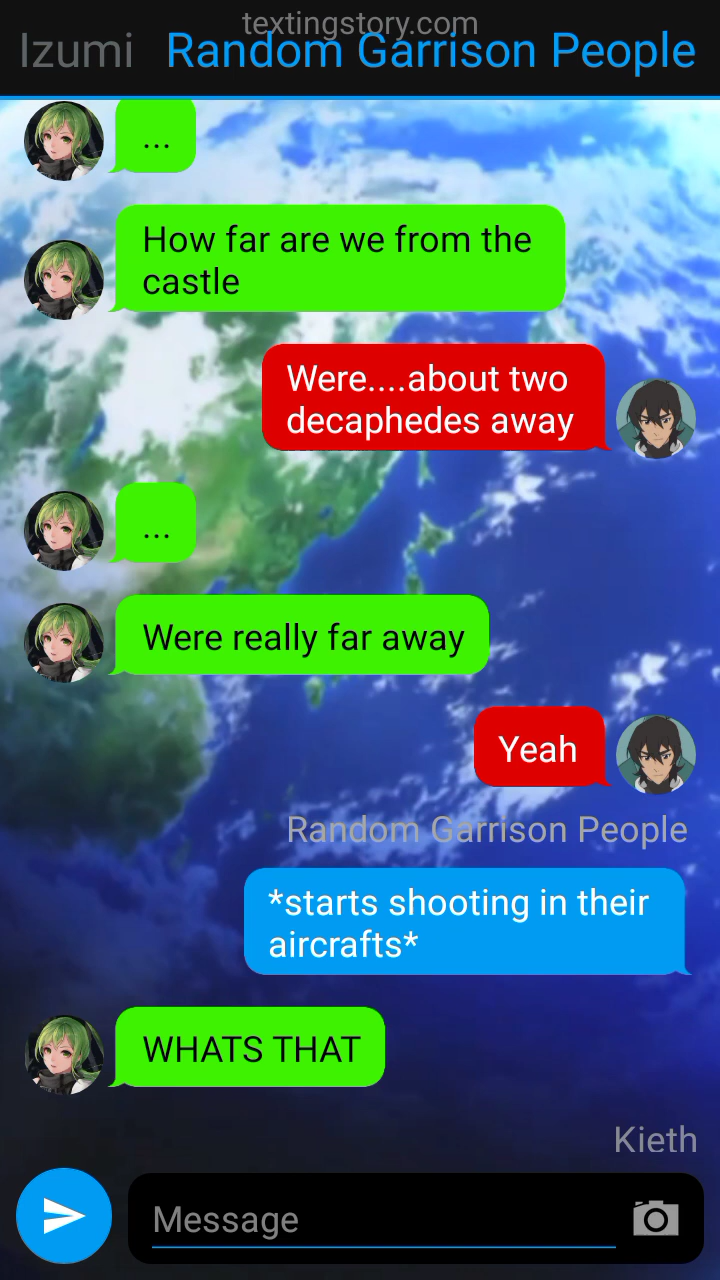 textingstory.com
Izumi Random Garrison People
...
How far are we from the
castle
Were....about two
decaphedes away
...
Were really far away
Yeah
Random Garrison People
*starts shooting in their
aircrafts*
WHATS THAT
Kieth
Message